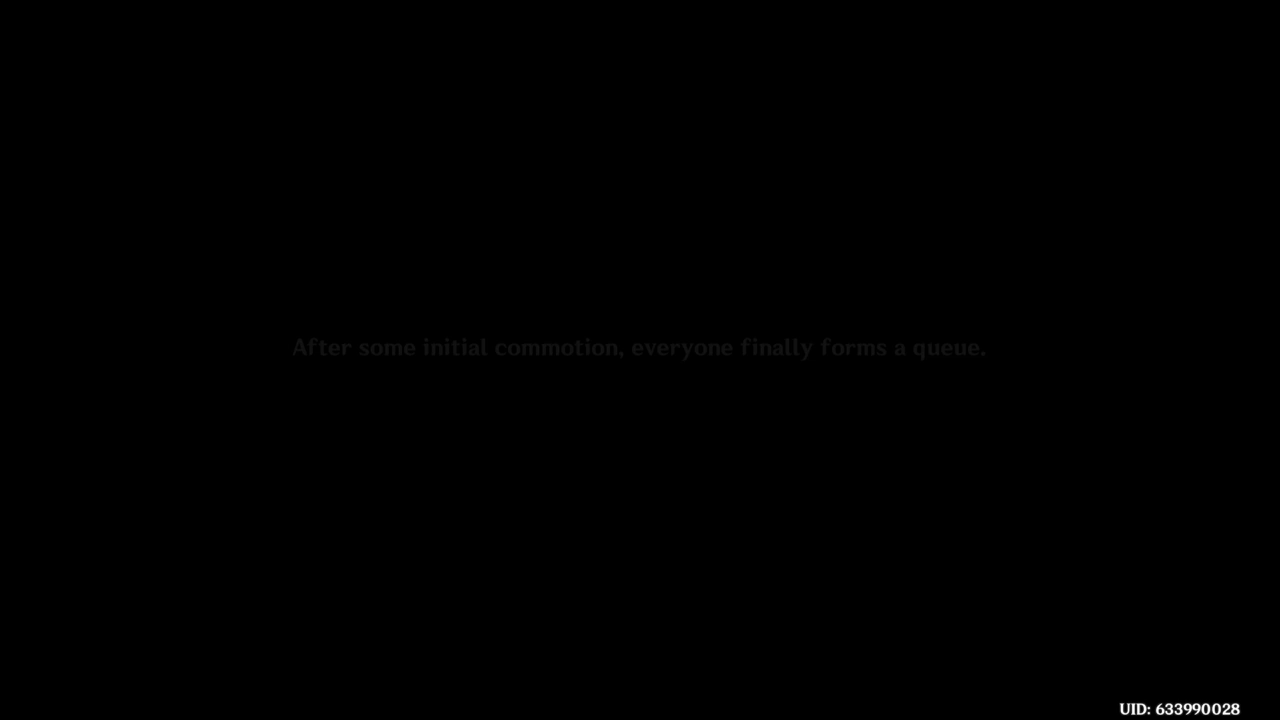 After some initial commotion, everyone finally forms a queue.
UID: 633990028